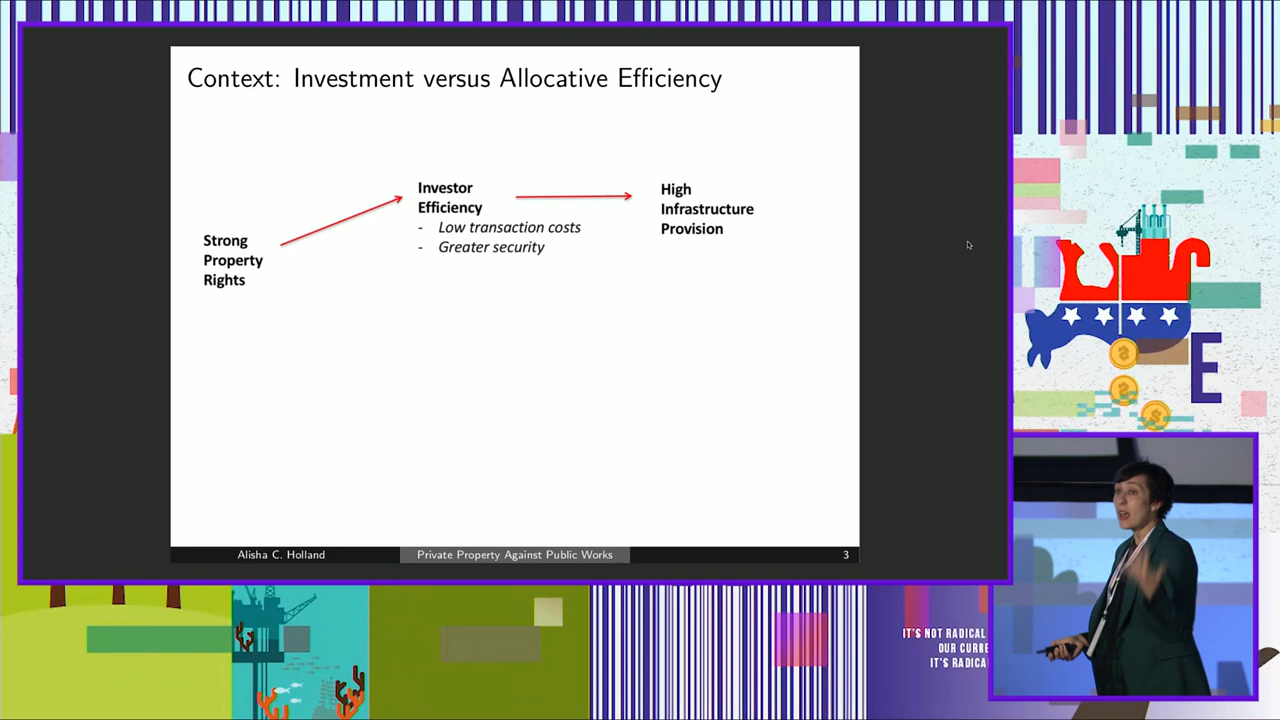 Context: Investment versus Allocative Efficiency
Investor
Efficiency
- Low transaction costs
- Greater security
High
Infrastructure
Provision
Strong
Property
Rights
Alisha C. Holland
Private Property Against Public Works
3
E
IT'S NOT RADICAL
OUR CURRE
IT'S RADICA